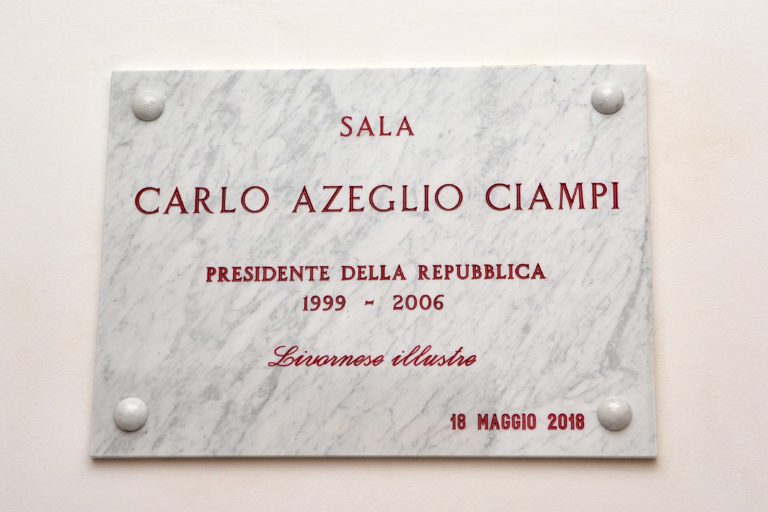 SALA
CARLO AZEGLIO CIAMPI
PRESIDENTE DELLA REPUBBLICA
1999 - 2006
Livornese illustre
18 MAGGIO 2018